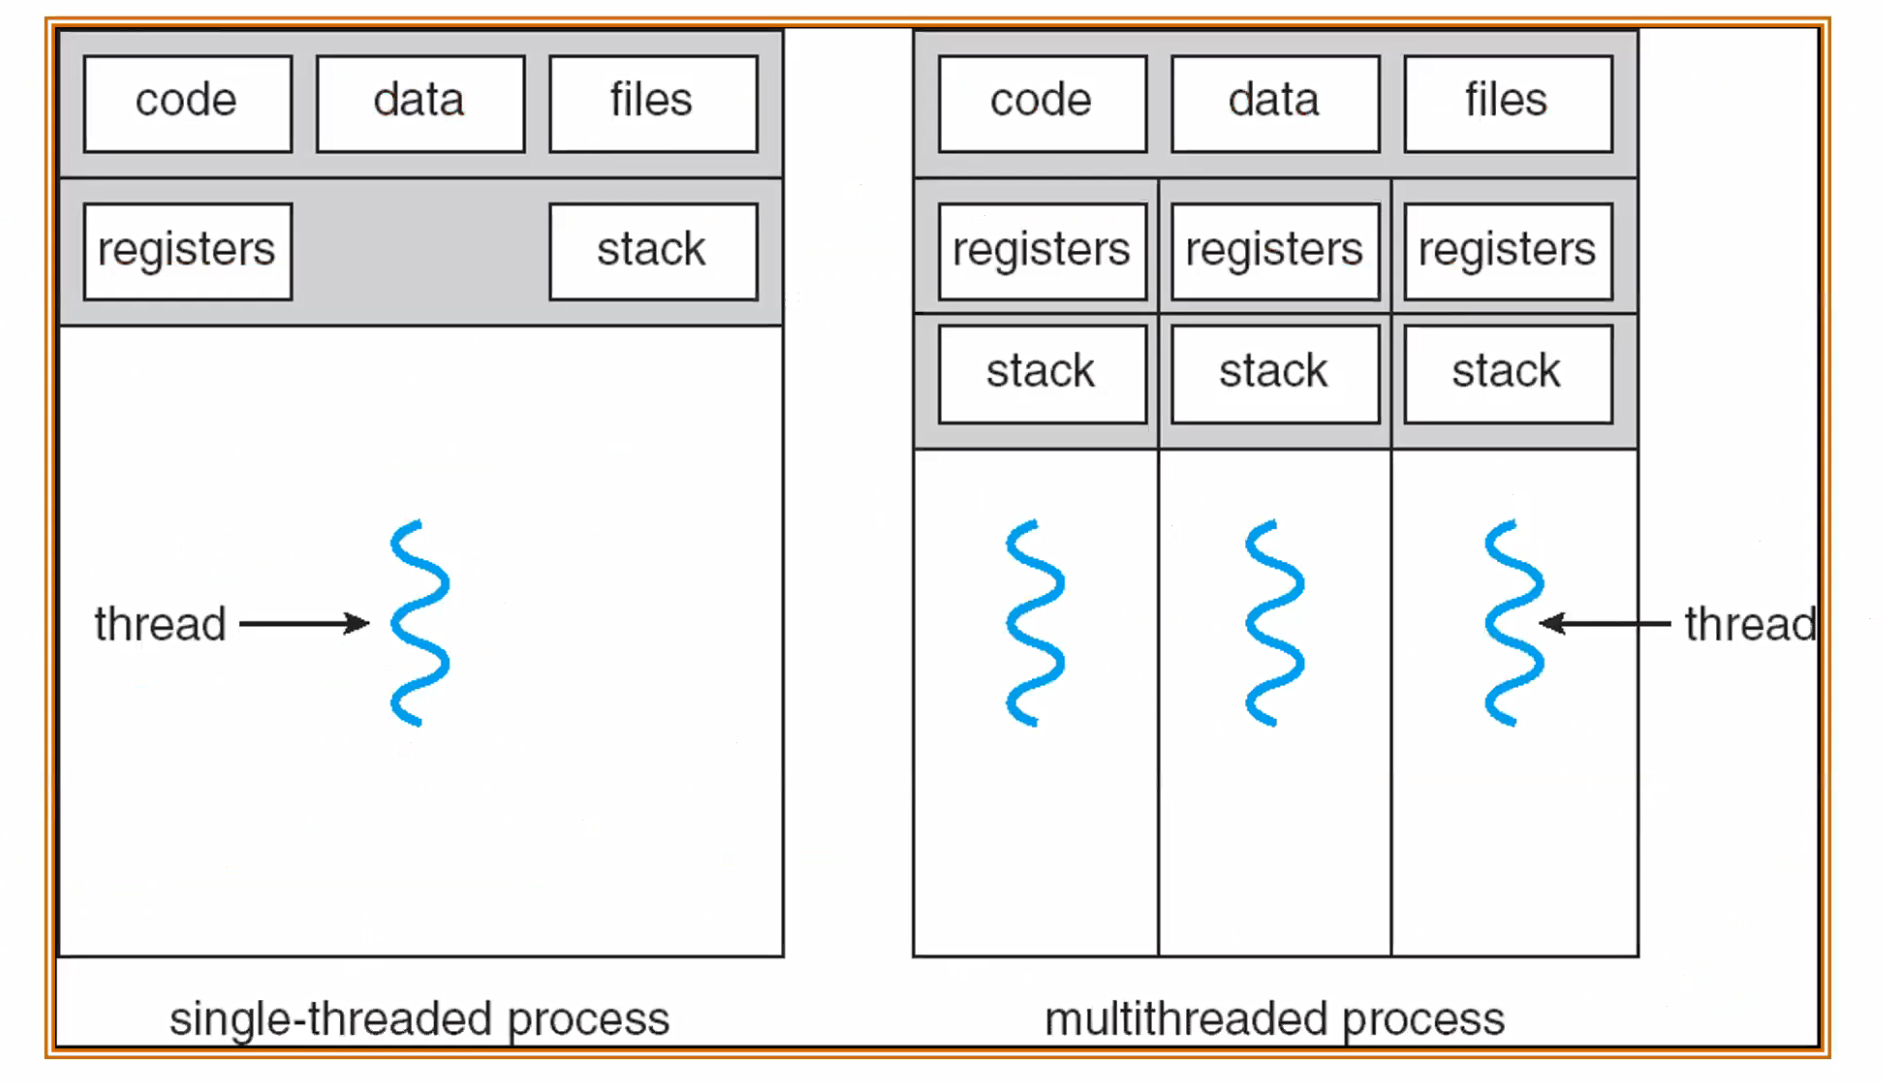 code data files code data files
registers stack registers registers registers
stack stack stack
thread thread
single-threaded process multithreaded process